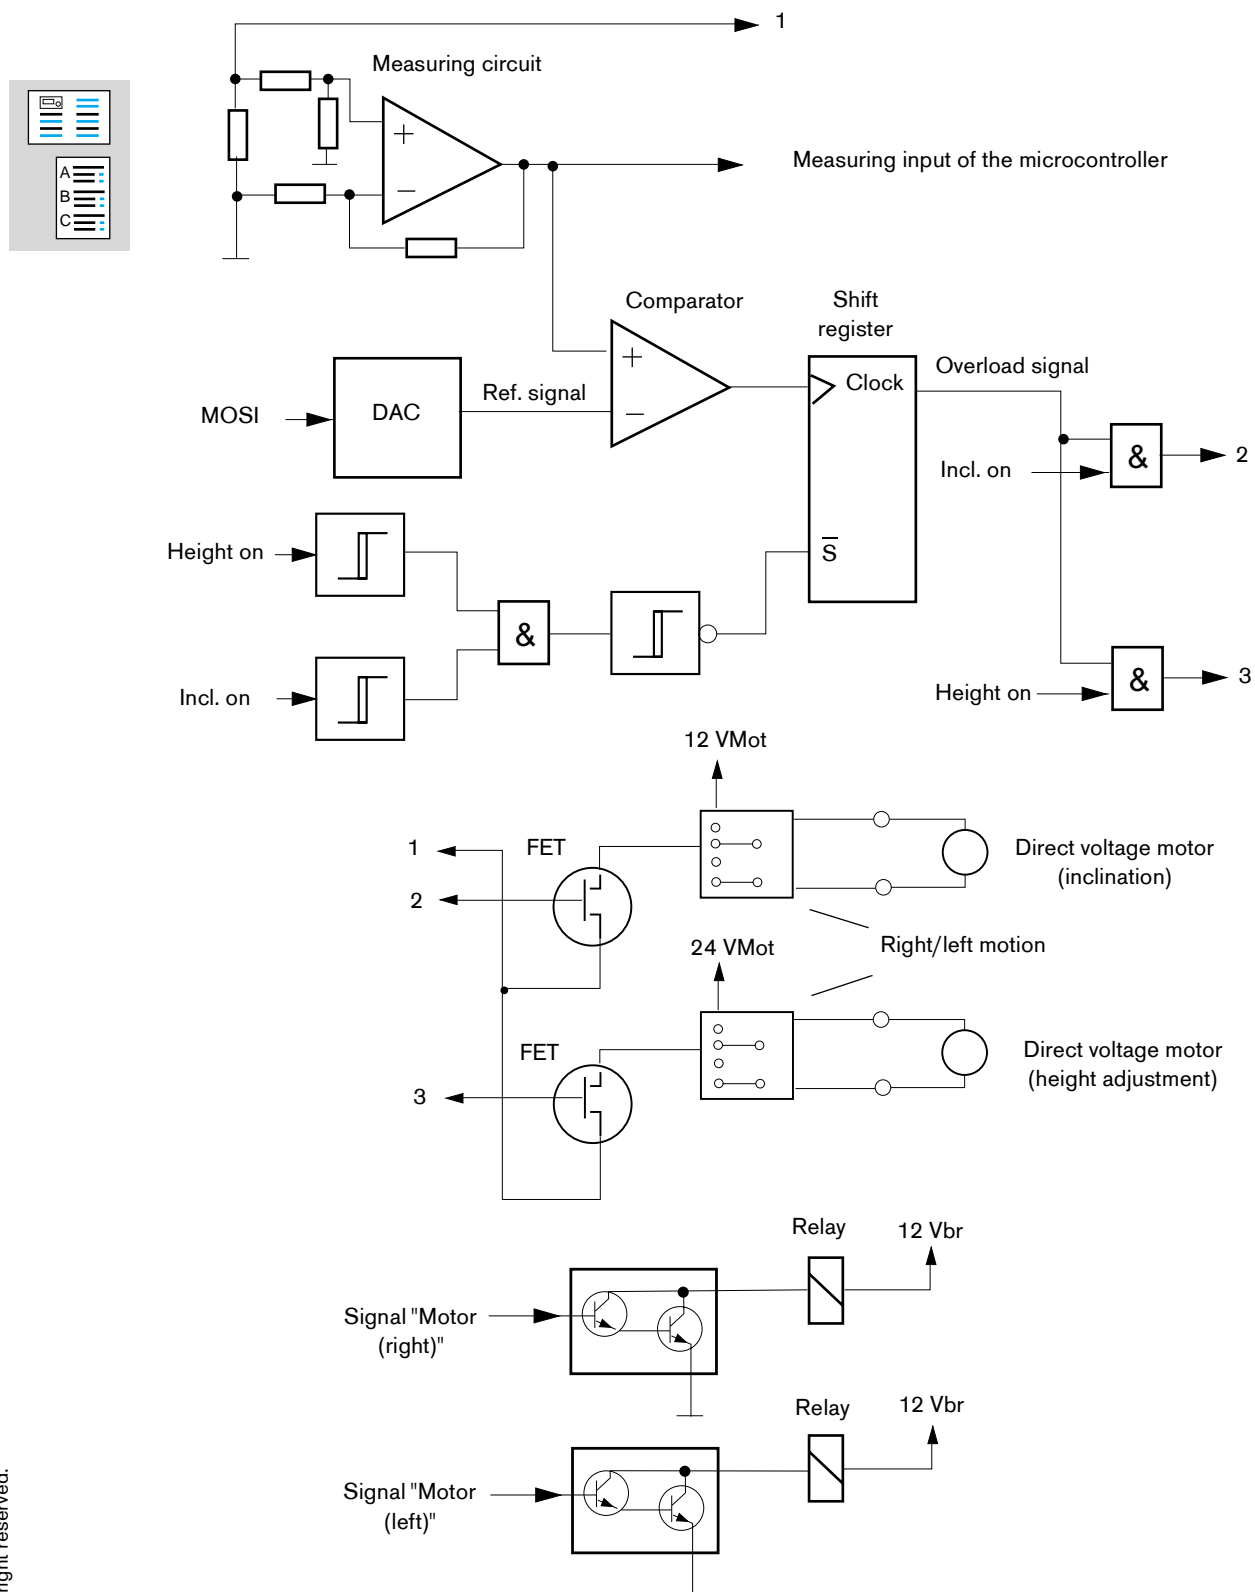 1
Measuring circuit
+
−
Measuring input of the microcontroller
A
B
C
Comparator
Shift
register
+
−
Clock
Overload signal
MOSI
DAC
Ref. signal
&
2
Incl. on
Height on
S̅
&
Incl. on
&
3
Height on
12 VMot
1
FET
2
Direct voltage motor
(inclination)
Right/left motion
24 VMot
FET
3
Direct voltage motor
(height adjustment)
Relay
12 Vbr
Signal "Motor
(right)"
Relay
12 Vbr
Signal "Motor
(left)"
right reserved.